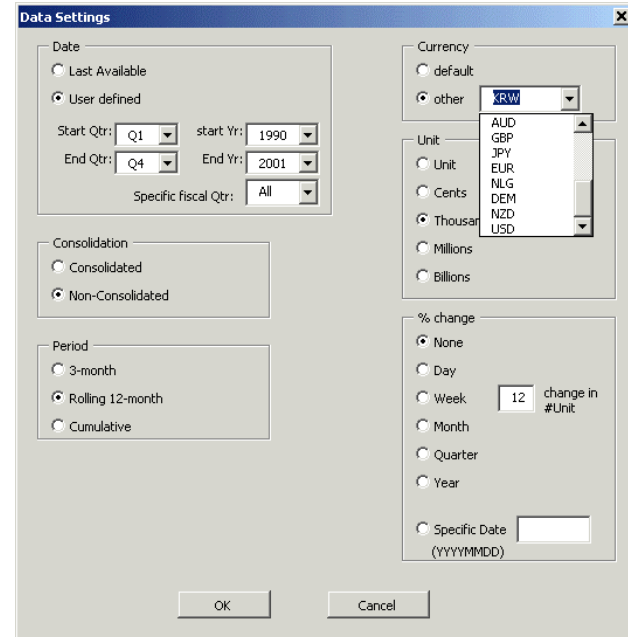 Data Settings
Date
Last Available
User defined
Start Qtr: Q1 start Yr: 1990
End Qtr: Q4 End Yr: 2001
Specific fiscal Qtr: All
Consolidation
Consolidated
Non-Consolidated
Period
3-month
Rolling 12-month
Cumulative
Currency
default
other KRW
AUD
GBP
JPY
EUR
NLG
DEM
NZD
USD
Unit
Unit
Cents
Thousan
Millions
Billions
% change
None
Day
Week 12 change in
#Unit
Month
Quarter
Year
Specific Date
(YYYYMMDD)
OK Cancel